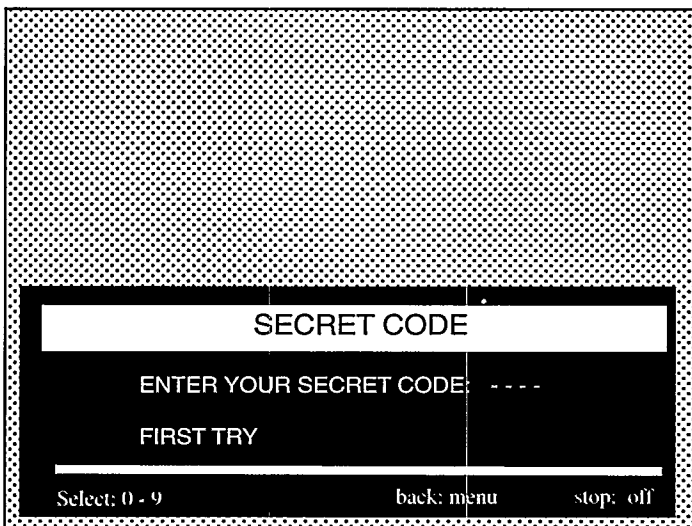 SECRET CODE
ENTER YOUR SECRET CODE: - - - -
FIRST TRY
Select: 0 - 9 back: menu stop: off